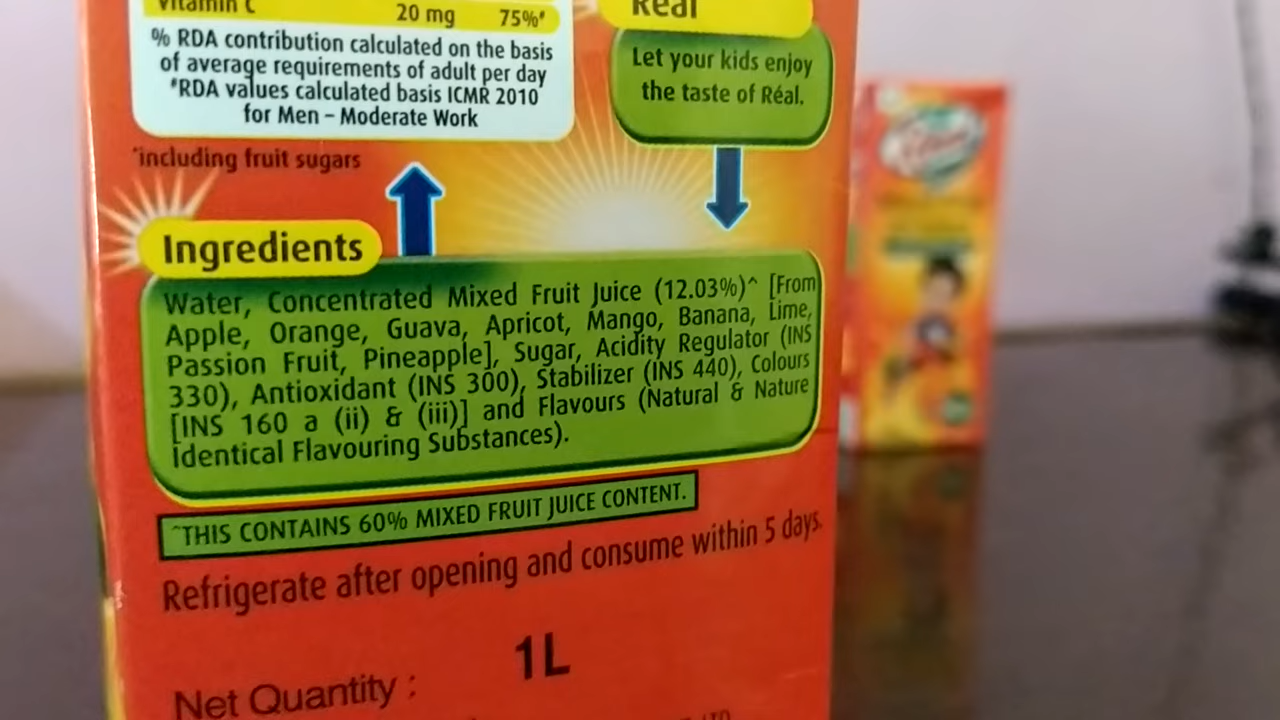 Vitamin C 20 mg 75%#
% RDA contribution calculated on the basis
of average requirements of adult per day
#RDA values calculated basis ICMR 2010
for Men – Moderate Work
*including fruit sugars
Real
Let your kids enjoy
the taste of Réal.
Ingredients
Water, Concentrated Mixed Fruit Juice (12.03%)^ [From
Apple, Orange, Guava, Apricot, Mango, Banana, Lime,
Passion Fruit, Pineapple], Sugar, Acidity Regulator (INS
330), Antioxidant (INS 300), Stabilizer (INS 440), Colours
[INS 160 a (ii) & (iii)] and Flavours (Natural & Nature
Identical Flavouring Substances).
^THIS CONTAINS 60% MIXED FRUIT JUICE CONTENT.
Refrigerate after opening and consume within 5 days.
Net Quantity : 1L